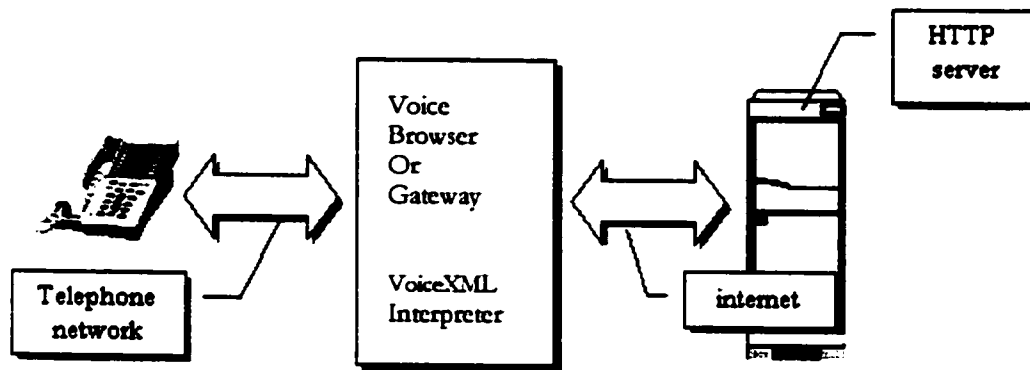 HTTP
server
Voice
Browser
Or
Gateway
VoiceXML
Interpreter
Telephone
network
internet